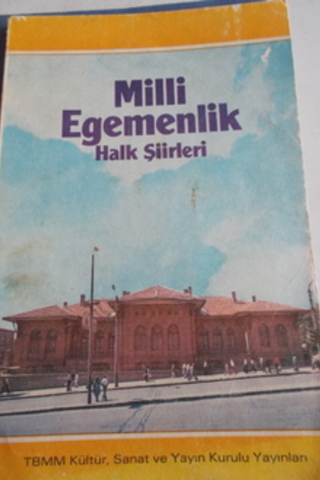 Milli
Egemenlik
Halk Şiirleri
TBMM Kültür, Sanat ve Yayın Kurulu Yayınları